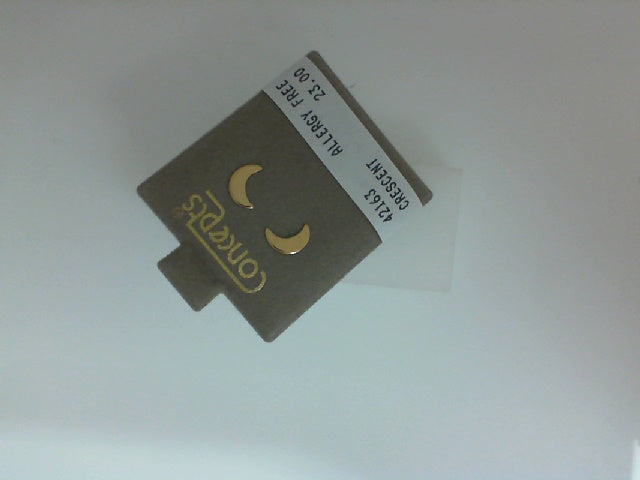 42163 ALLERGY FREE
CRESCENT 23.00
concepts